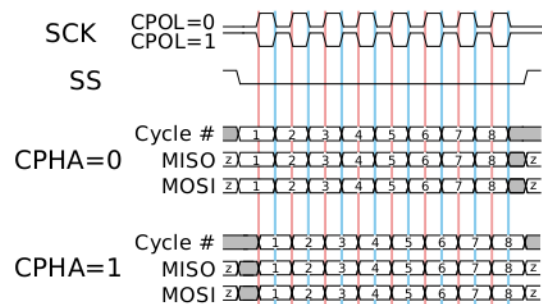 SCK CPOL=0
CPOL=1
SS
Cycle # 1 2 3 4 5 6 7 8
CPHA=0 MISO z 1 2 3 4 5 6 7 8 z
MOSI z 1 2 3 4 5 6 7 8 z
Cycle # 1 2 3 4 5 6 7 8
CPHA=1 MISO z 1 2 3 4 5 6 7 8 z
MOSI z 1 2 3 4 5 6 7 8 z